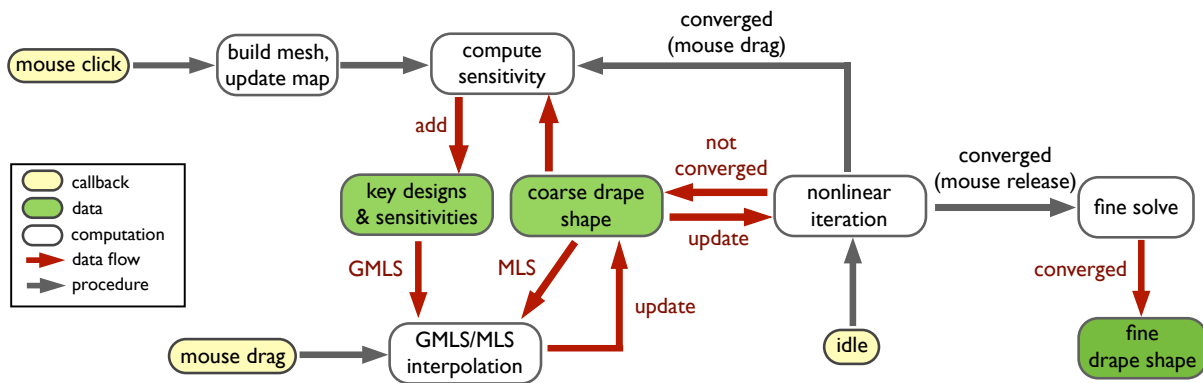 mouse click
build mesh,
update map
compute
sensitivity
converged
(mouse drag)
add
not
converged
converged
(mouse release)
callback
data
computation
data flow
procedure
key designs
& sensitivities
coarse drape
shape
update
nonlinear
iteration
fine solve
GMLS
MLS
update
converged
mouse drag
GMLS/MLS
interpolation
idle
fine
drape shape